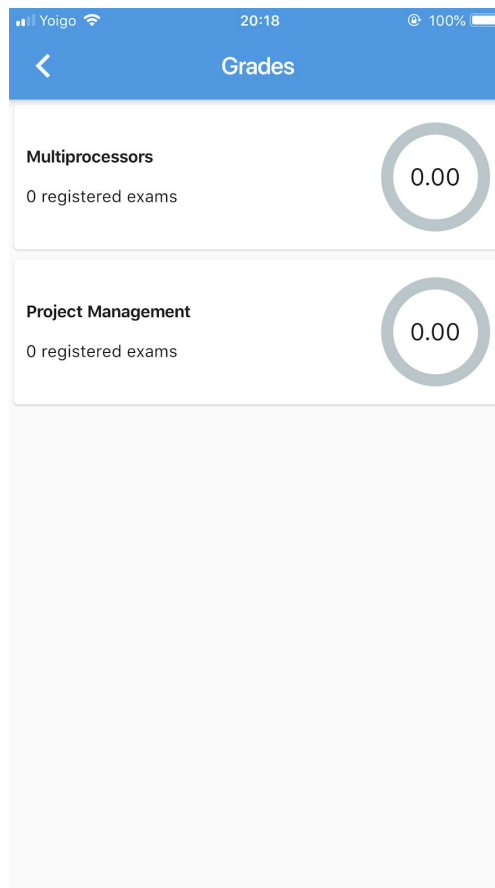 Yoigo 20:18 100%
Grades
Multiprocessors
0 registered exams
0.00
Project Management
0 registered exams
0.00